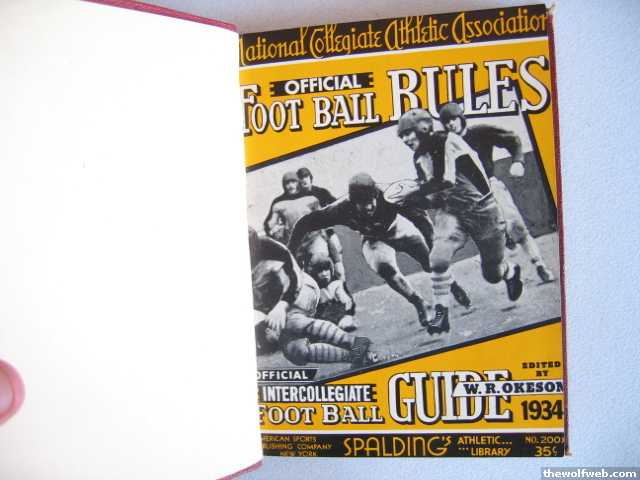 National Collegiate Athletic Association
OFFICIAL
FOOT BALL RULES
OFFICIAL
INTERCOLLEGIATE
FOOT BALL GUIDE
EDITED
BY
W. R. OKESON
1934
AMERICAN SPORTS
PUBLISHING COMPANY
NEW YORK
SPALDING'S
ATHLETIC...
...LIBRARY
NO. 200X
35¢
thewolfweb.com